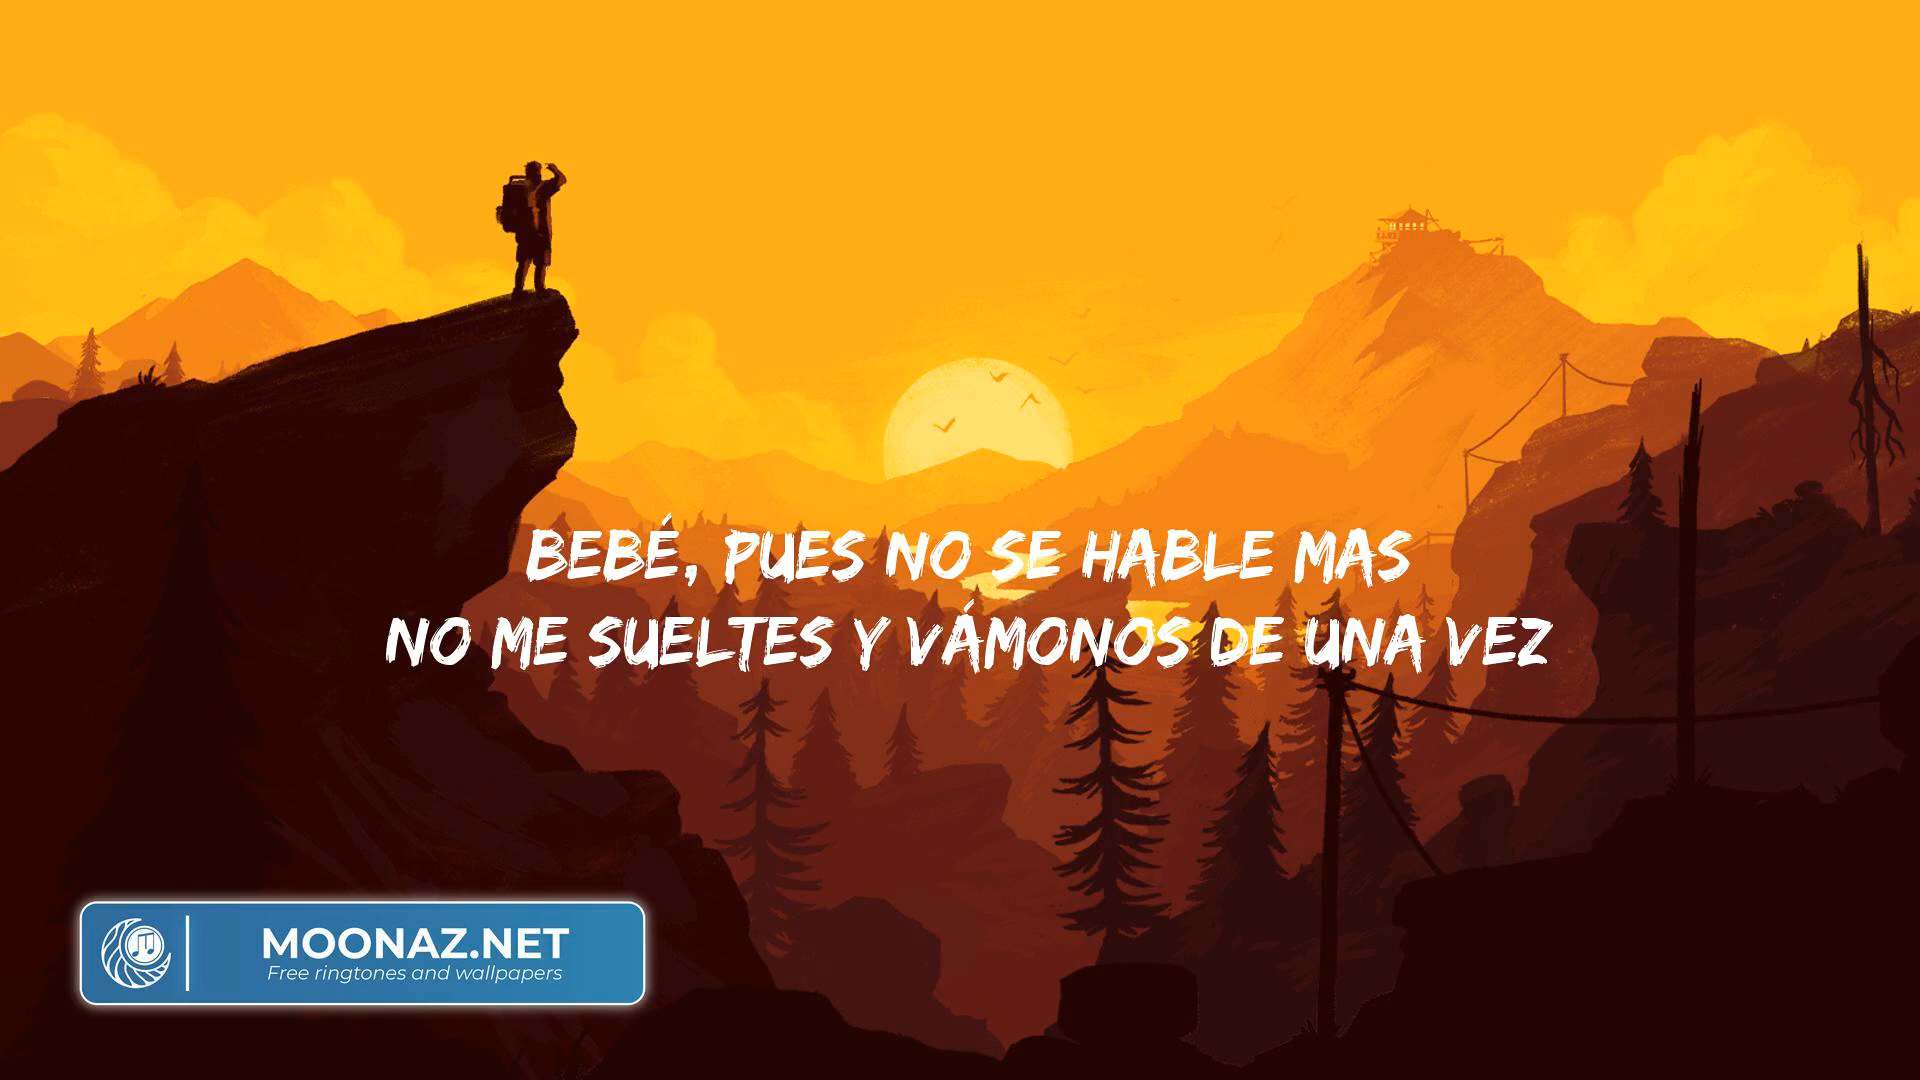 BEBÉ, PUES NO SE HABLE MAS
NO ME SUELTES Y VÁMONOS DE UNA VEZ
MOONAZ.NET
Free ringtones and wallpapers